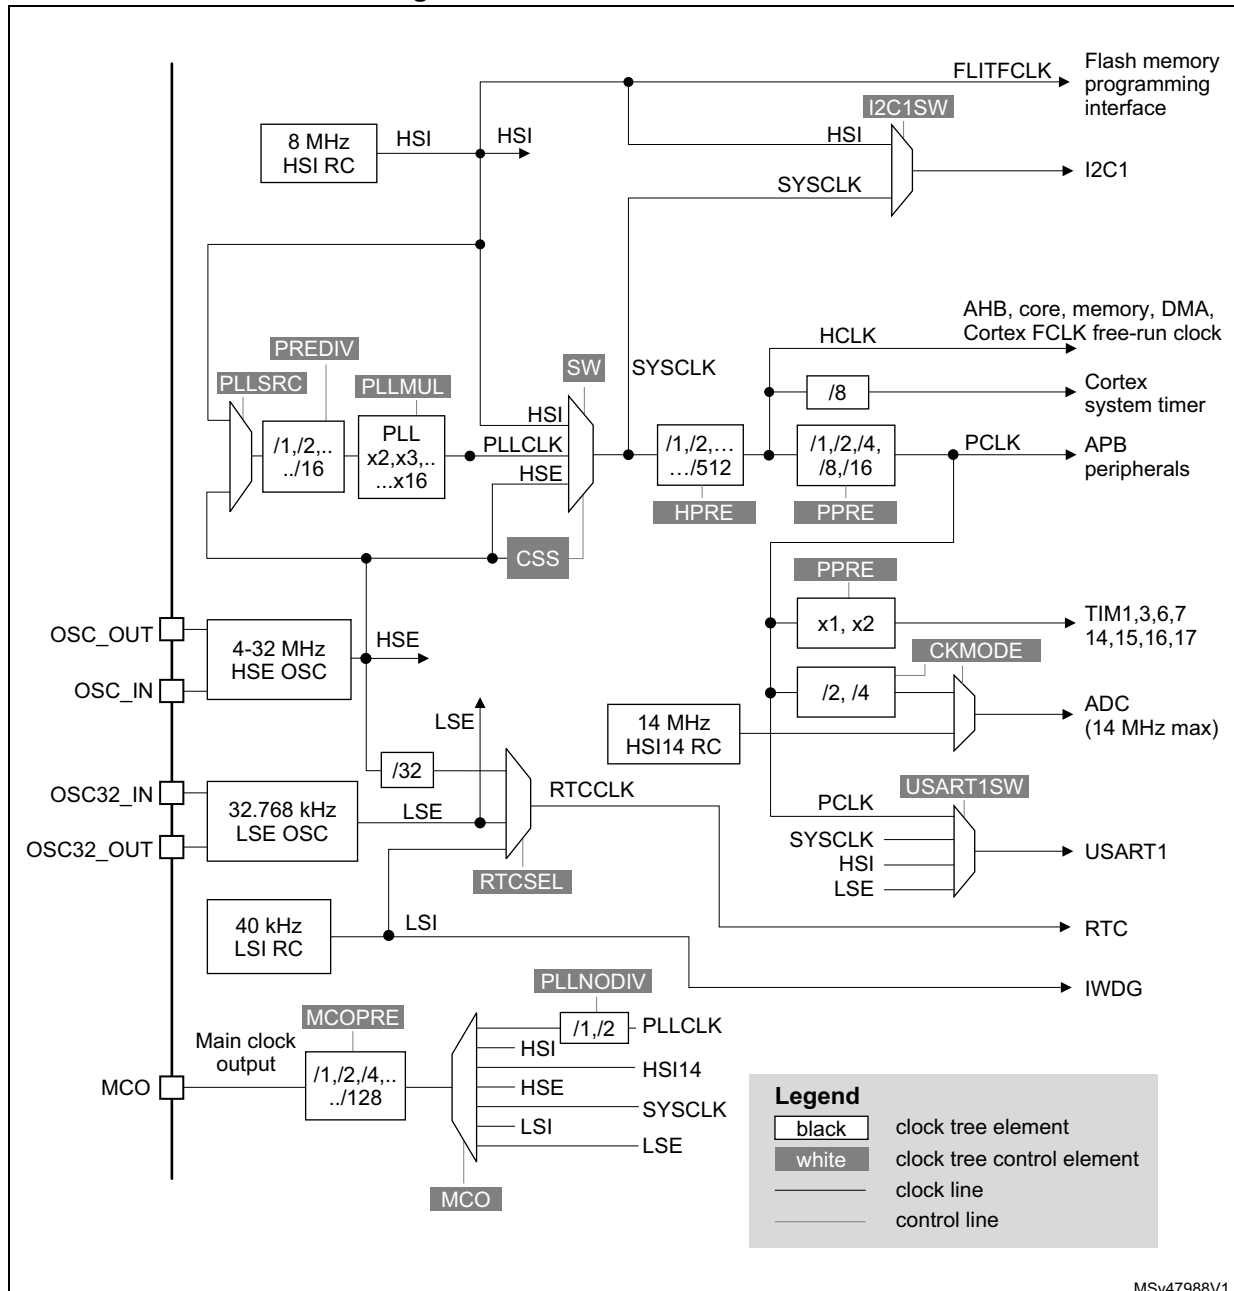 FLITFCLK
Flash memory
programming
interface
I2C1SW
8 MHz
HSI RC
HSI
HSI
HSI
SYSCLK
I2C1
AHB, core, memory, DMA,
Cortex FCLK free-run clock
HCLK
PREDIV
PLLSRC
PLLMUL
SW
SYSCLK
/8
Cortex
system timer
/1,/2,..
../16
PLL
x2,x3,..
...x16
HSI
PLLCLK
HSE
/1,/2,…
…/512
/1,/2,/4,
/8,/16
PCLK
APB
peripherals
HPRE
PPRE
CSS
PPRE
OSC_OUT
OSC_IN
4-32 MHz
HSE OSC
HSE
x1, x2
TIM1,3,6,7
14,15,16,17
CKMODE
/2, /4
14 MHz
HSI14 RC
ADC
(14 MHz max)
LSE
/32
RTCCLK
OSC32_IN
OSC32_OUT
32.768 kHz
LSE OSC
LSE
RTCSEL
USART1SW
PCLK
SYSCLK
HSI
LSE
USART1
40 kHz
LSI RC
LSI
RTC
IWDG
PLLNODIV
MCOPRE
Main clock
output
MCO
/1,/2,/4,..
../128
/1,/2
PLLCLK
HSI
HSI14
HSE
SYSCLK
LSI
LSE
MCO
Legend
black
clock tree element
white
clock tree control element
clock line
control line
MSv47988V1